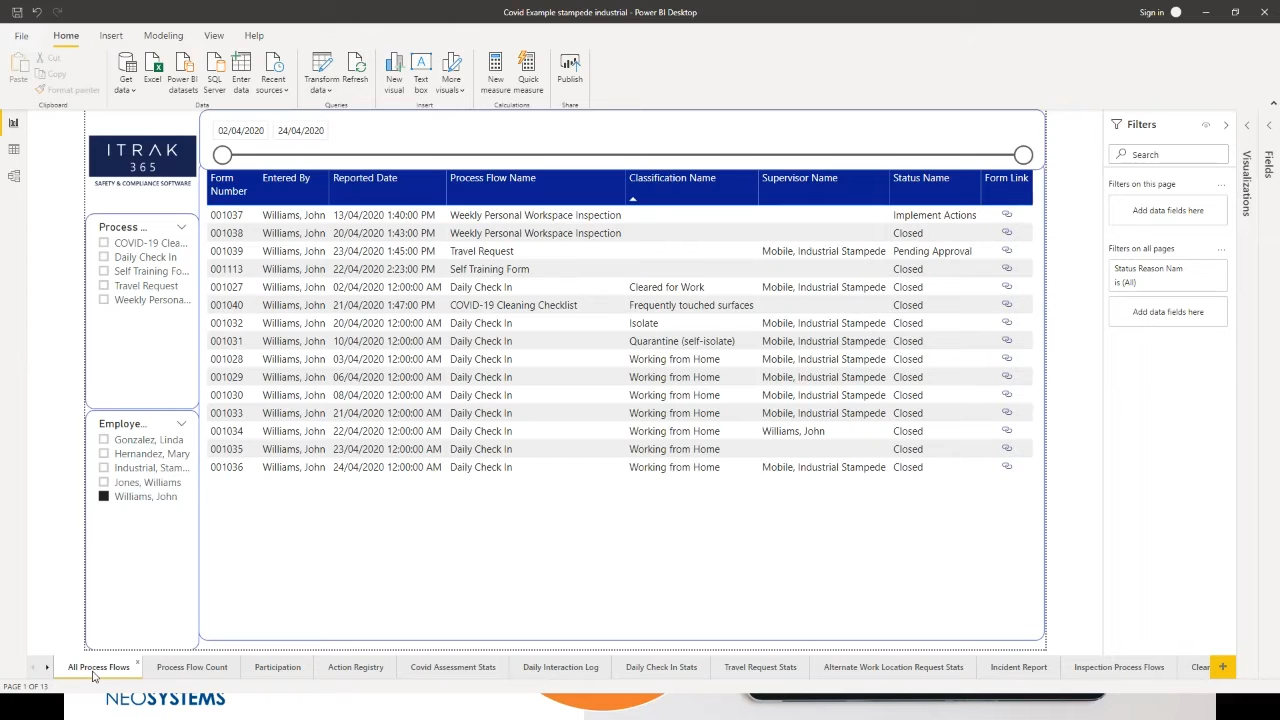 Covid Example stampede industrial - Power BI Desktop
Sign in
File Home Insert Modeling View Help
Paste
Cut
Copy
Format painter
Clipboard
Get data
Excel
Power BI datasets
SQL Server
Enter data
Recent sources
Data
Transform data
Refresh
Queries
New visual
Text box
More visuals
Insert
New measure
Quick measure
Calculations
Publish
Share
ITRAK
365
SAFETY & COMPLIANCE SOFTWARE
Process ...
COVID-19 Clea...
Daily Check In
Self Training Fo...
Travel Request
Weekly Persona...
Employe...
Gonzalez, Linda
Hernandez, Mary
Industrial, Stam...
Jones, Williams
Williams, John
02/04/2020 24/04/2020
Form Number Entered By Reported Date Process Flow Name Classification Name Supervisor Name Status Name Form Link
001037 Williams, John 13/04/2020 1:40:00 PM Weekly Personal Workspace Inspection Implement Actions
001038 Williams, John 20/04/2020 1:43:00 PM Weekly Personal Workspace Inspection Closed
001039 Williams, John 23/04/2020 1:45:00 PM Travel Request Mobile, Industrial Stampede Pending Approval
001113 Williams, John 23/04/2020 2:23:00 PM Self Training Form Closed
001027 Williams, John 02/04/2020 12:00:00 AM Daily Check In Cleared for Work Mobile, Industrial Stampede Closed
001040 Williams, John 21/04/2020 1:47:00 PM COVID-19 Cleaning Checklist Frequently touched surfaces Closed
001032 Williams, John 20/04/2020 12:00:00 AM Daily Check In Isolate Mobile, Industrial Stampede Closed
001031 Williams, John 10/04/2020 12:00:00 AM Daily Check In Quarantine (self-isolate) Mobile, Industrial Stampede Closed
001028 Williams, John 03/04/2020 12:00:00 AM Daily Check In Working from Home Mobile, Industrial Stampede Closed
001029 Williams, John 06/04/2020 12:00:00 AM Daily Check In Working from Home Mobile, Industrial Stampede Closed
001030 Williams, John 08/04/2020 12:00:00 AM Daily Check In Working from Home Mobile, Industrial Stampede Closed
001033 Williams, John 21/04/2020 12:00:00 AM Daily Check In Working from Home Mobile, Industrial Stampede Closed
001034 Williams, John 22/04/2020 12:00:00 AM Daily Check In Working from Home Williams, John Closed
001035 Williams, John 23/04/2020 12:00:00 AM Daily Check In Working from Home Closed
001036 Williams, John 24/04/2020 12:00:00 AM Daily Check In Working from Home Mobile, Industrial Stampede Closed
Filters
Search
Filters on this page ...
Add data fields here
Filters on all pages ...
Status Reason Nam
is (All)
Add data fields here
Visualizations
Fields
All Process Flows Process Flow Count Participation Action Registry Covid Assessment Stats Daily Interaction Log Daily Check In Stats Travel Request Stats Alternate Work Location Request Stats Incident Report Inspection Process Flows Clear
PAGE 1 OF 13
NEOSYSTEMS